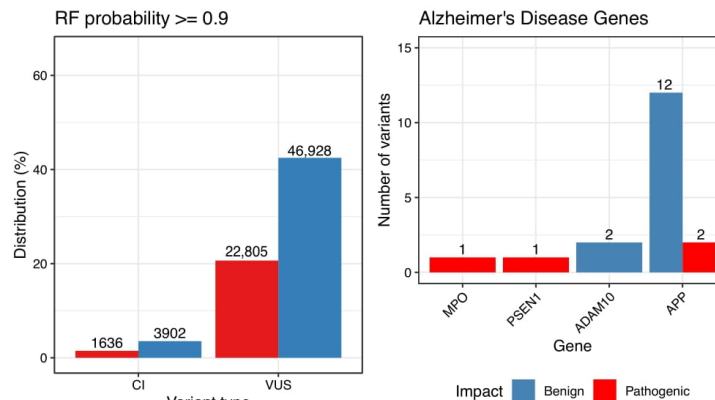 RF probability >= 0.9
Distribution (%)
60
40
20
0
1636
3902
22,805
46,928
CI
VUS
Variant type
Alzheimer's Disease Genes
Number of variants
15
10
5
0
1
1
2
12
2
MPO
PSEN1
ADAM10
APP
Gene
Impact
Benign
Pathogenic